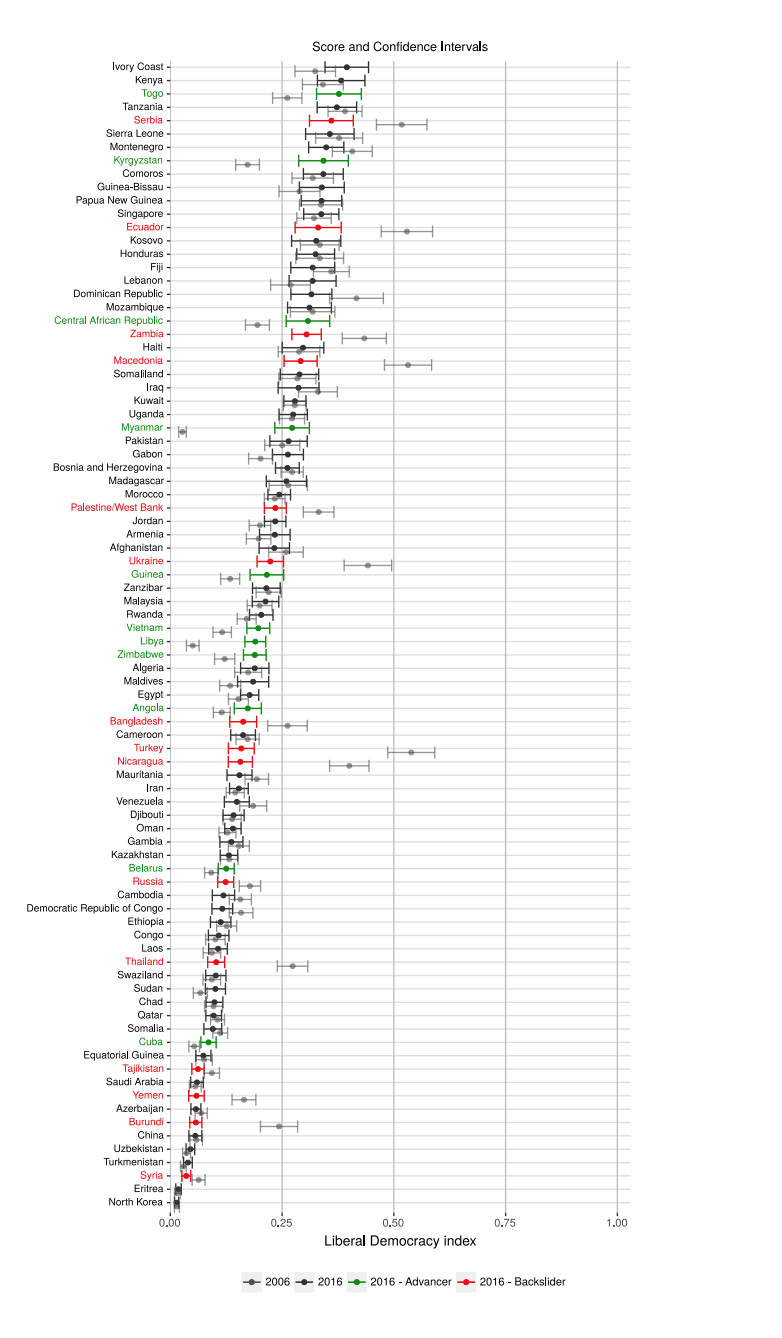 Score and Confidence Intervals
Ivory Coast
Kenya
Togo
Tanzania
Serbia
Sierra Leone
Montenegro
Kyrgyzstan
Comoros
Guinea-Bissau
Papua New Guinea
Singapore
Ecuador
Kosovo
Honduras
Fiji
Lebanon
Dominican Republic
Mozambique
Central African Republic
Zambia
Haiti
Macedonia
Somaliland
Iraq
Kuwait
Uganda
Myanmar
Pakistan
Gabon
Bosnia and Herzegovina
Madagascar
Morocco
Palestine/West Bank
Jordan
Armenia
Afghanistan
Ukraine
Guinea
Zanzibar
Malaysia
Rwanda
Vietnam
Libya
Zimbabwe
Algeria
Maldives
Egypt
Angola
Bangladesh
Cameroon
Turkey
Nicaragua
Mauritania
Iran
Venezuela
Djibouti
Oman
Gambia
Kazakhstan
Belarus
Russia
Cambodia
Democratic Republic of Congo
Ethiopia
Congo
Laos
Thailand
Swaziland
Sudan
Chad
Qatar
Somalia
Cuba
Equatorial Guinea
Tajikistan
Saudi Arabia
Yemen
Azerbaijan
Burundi
China
Uzbekistan
Turkmenistan
Syria
Eritrea
North Korea
0.00 0.25 0.50 0.75 1.00
Liberal Democracy index
2006 2016 2016 - Advancer 2016 - Backslider